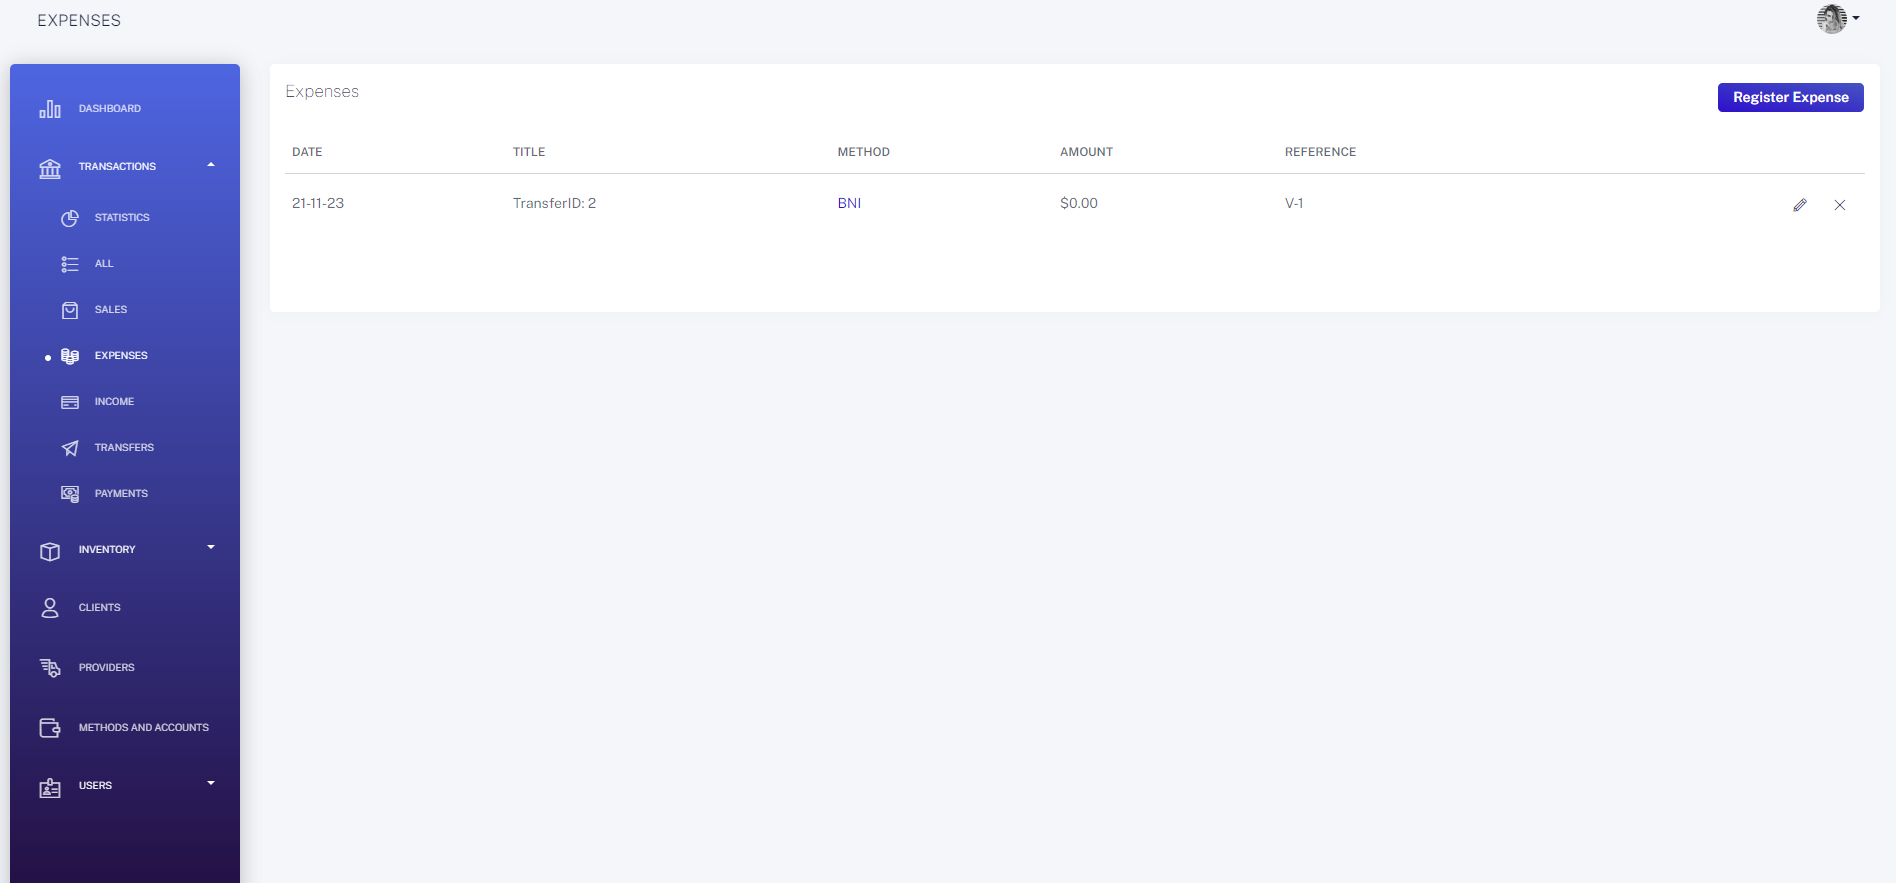 EXPENSES
DASHBOARD
TRANSACTIONS
STATISTICS
ALL
SALES
EXPENSES
INCOME
TRANSFERS
PAYMENTS
INVENTORY
CLIENTS
PROVIDERS
METHODS AND ACCOUNTS
USERS
Expenses
Register Expense
DATE TITLE METHOD AMOUNT REFERENCE
21-11-23 TransferID: 2 BNI $0.00 V-1